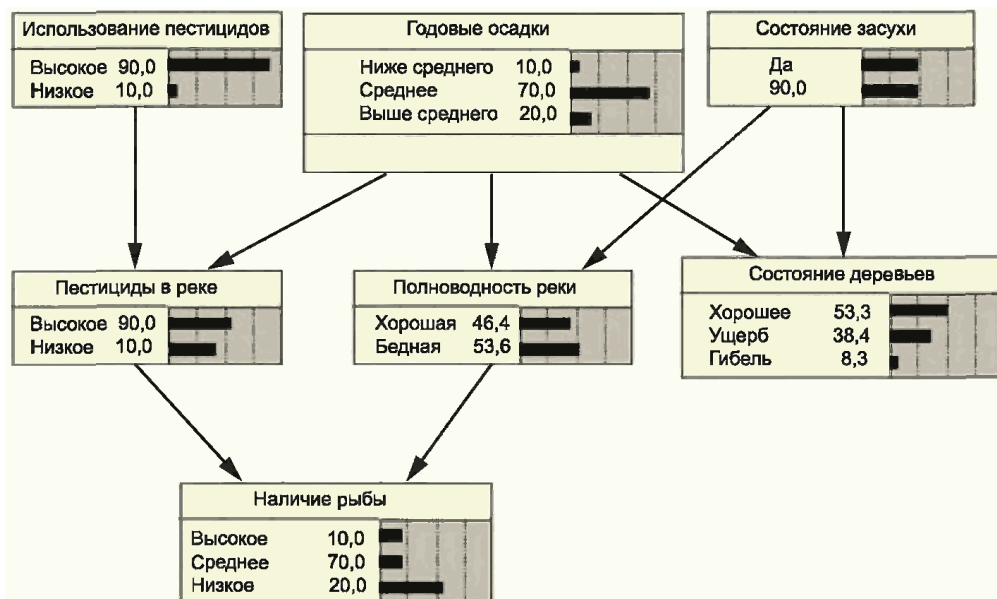 Использование пестицидов
Высокое 90,0
Низкое 10,0
Годовые осадки
Ниже среднего 10,0
Среднее 70,0
Выше среднего 20,0
Состояние засухи
Да
90,0
Пестициды в реке
Высокое 90,0
Низкое 10,0
Полноводность реки
Хорошая 46,4
Бедная 53,6
Состояние деревьев
Хорошее 53,3
Ущерб 38,4
Гибель 8,3
Наличие рыбы
Высокое 10,0
Среднее 70,0
Низкое 20,0